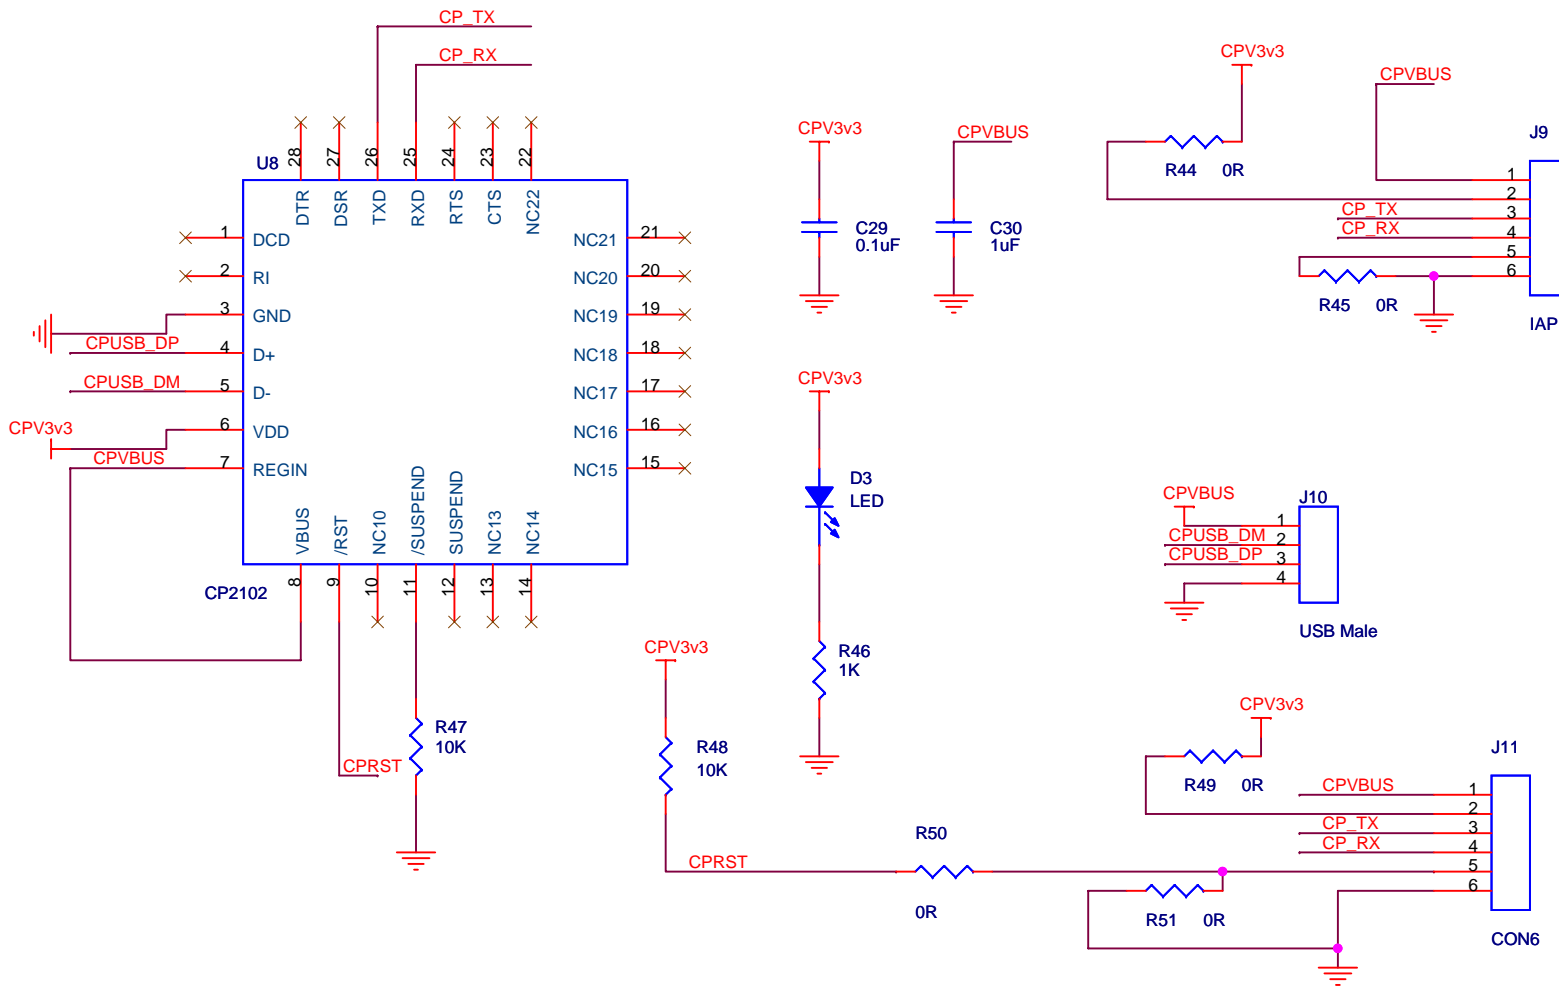 CP_TX
CP_RX
28
27
26
25
24
23
22
U8
DTR
DSR
TXD
RXD
RTS
CTS
NC22
1
DCD
2
RI
3
GND
CPUSB_DP
4
D+
CPUSB_DM
5
D-
CPV3v3
6
VDD
CPVBUS
7
REGIN
NC21
21
NC20
20
NC19
19
NC18
18
NC17
17
NC16
16
NC15
15
VBUS
/RST
NC10
/SUSPEND
SUSPEND
NC13
NC14
8
9
10
11
12
13
14
CP2102
R47
10K
CPRST
CPV3v3
C29
0.1uF
CPVBUS
C30
1uF
CPV3v3
D3
LED
R46
1K
CPV3v3
R48
10K
CPRST
R50
0R
CPV3v3
R44
0R
CPVBUS
J9
1
2
CP_TX
3
CP_RX
4
5
6
R45
0R
IAP
CPVBUS
J10
1
CPUSB_DM
2
CPUSB_DP
3
4
USB Male
CPV3v3
R49
0R
J11
CPVBUS
1
2
CP_TX
3
CP_RX
4
5
6
R51
0R
CON6